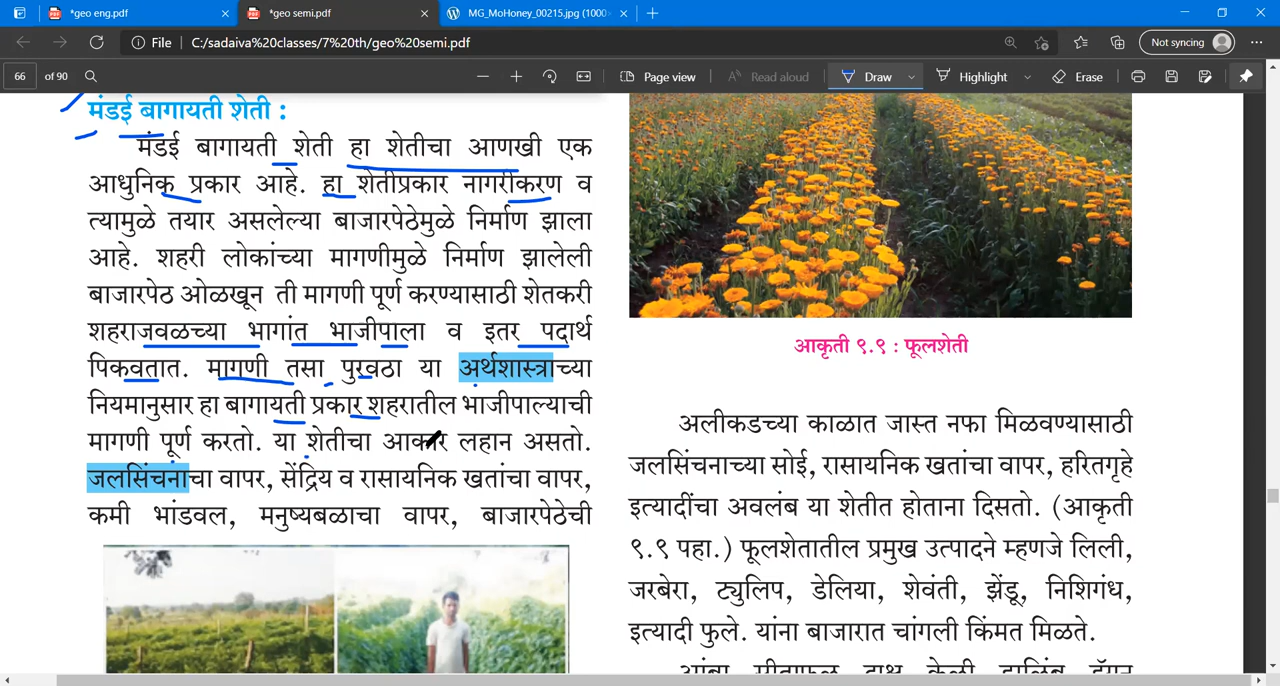 *geo eng.pdf
*geo semi.pdf
MG_MoHoney_00215.jpg (1000×
File C:/sadaiva%20classes/7%20th/geo%20semi.pdf
Not syncing
66 of 90
Page view
Read aloud
Draw
Highlight
Erase
मंडई बागायती शेती :
मंडई बागायती शेती हा शेतीचा आणखी एक
आधुनिक प्रकार आहे. हा शेतीप्रकार नागरीकरण व
त्यामुळे तयार असलेल्या बाजारपेठेमुळे निर्माण झाला
आहे. शहरी लोकांच्या मागणीमुळे निर्माण झालेली
बाजारपेठ ओळखून ती मागणी पूर्ण करण्यासाठी शेतकरी
शहराजवळच्या भागांत भाजीपाला व इतर पदार्थ
पिकवतात. मागणी तसा पुरवठा या अर्थशास्त्राच्या
नियमानुसार हा बागायती प्रकार शहरातील भाजीपाल्याची
मागणी पूर्ण करतो. या शेतीचा आकार लहान असतो.
जलसिंचनाचा वापर, सेंद्रिय व रासायनिक खतांचा वापर,
कमी भांडवल, मनुष्यबळाचा वापर, बाजारपेठेची
आकृती ९.९ : फूलशेती
अलीकडच्या काळात जास्त नफा मिळवण्यासाठी
जलसिंचनाच्या सोई, रासायनिक खतांचा वापर, हरितगृहे
इत्यादींचा अवलंब या शेतीत होताना दिसतो. (आकृती
९.९ पहा.) फूलशेतातील प्रमुख उत्पादने म्हणजे लिली,
जरबेरा, ट्युलिप, डेलिया, शेवंती, झेंडू, निशिगंध,
इत्यादी फुले. यांना बाजारात चांगली किंमत मिळते.